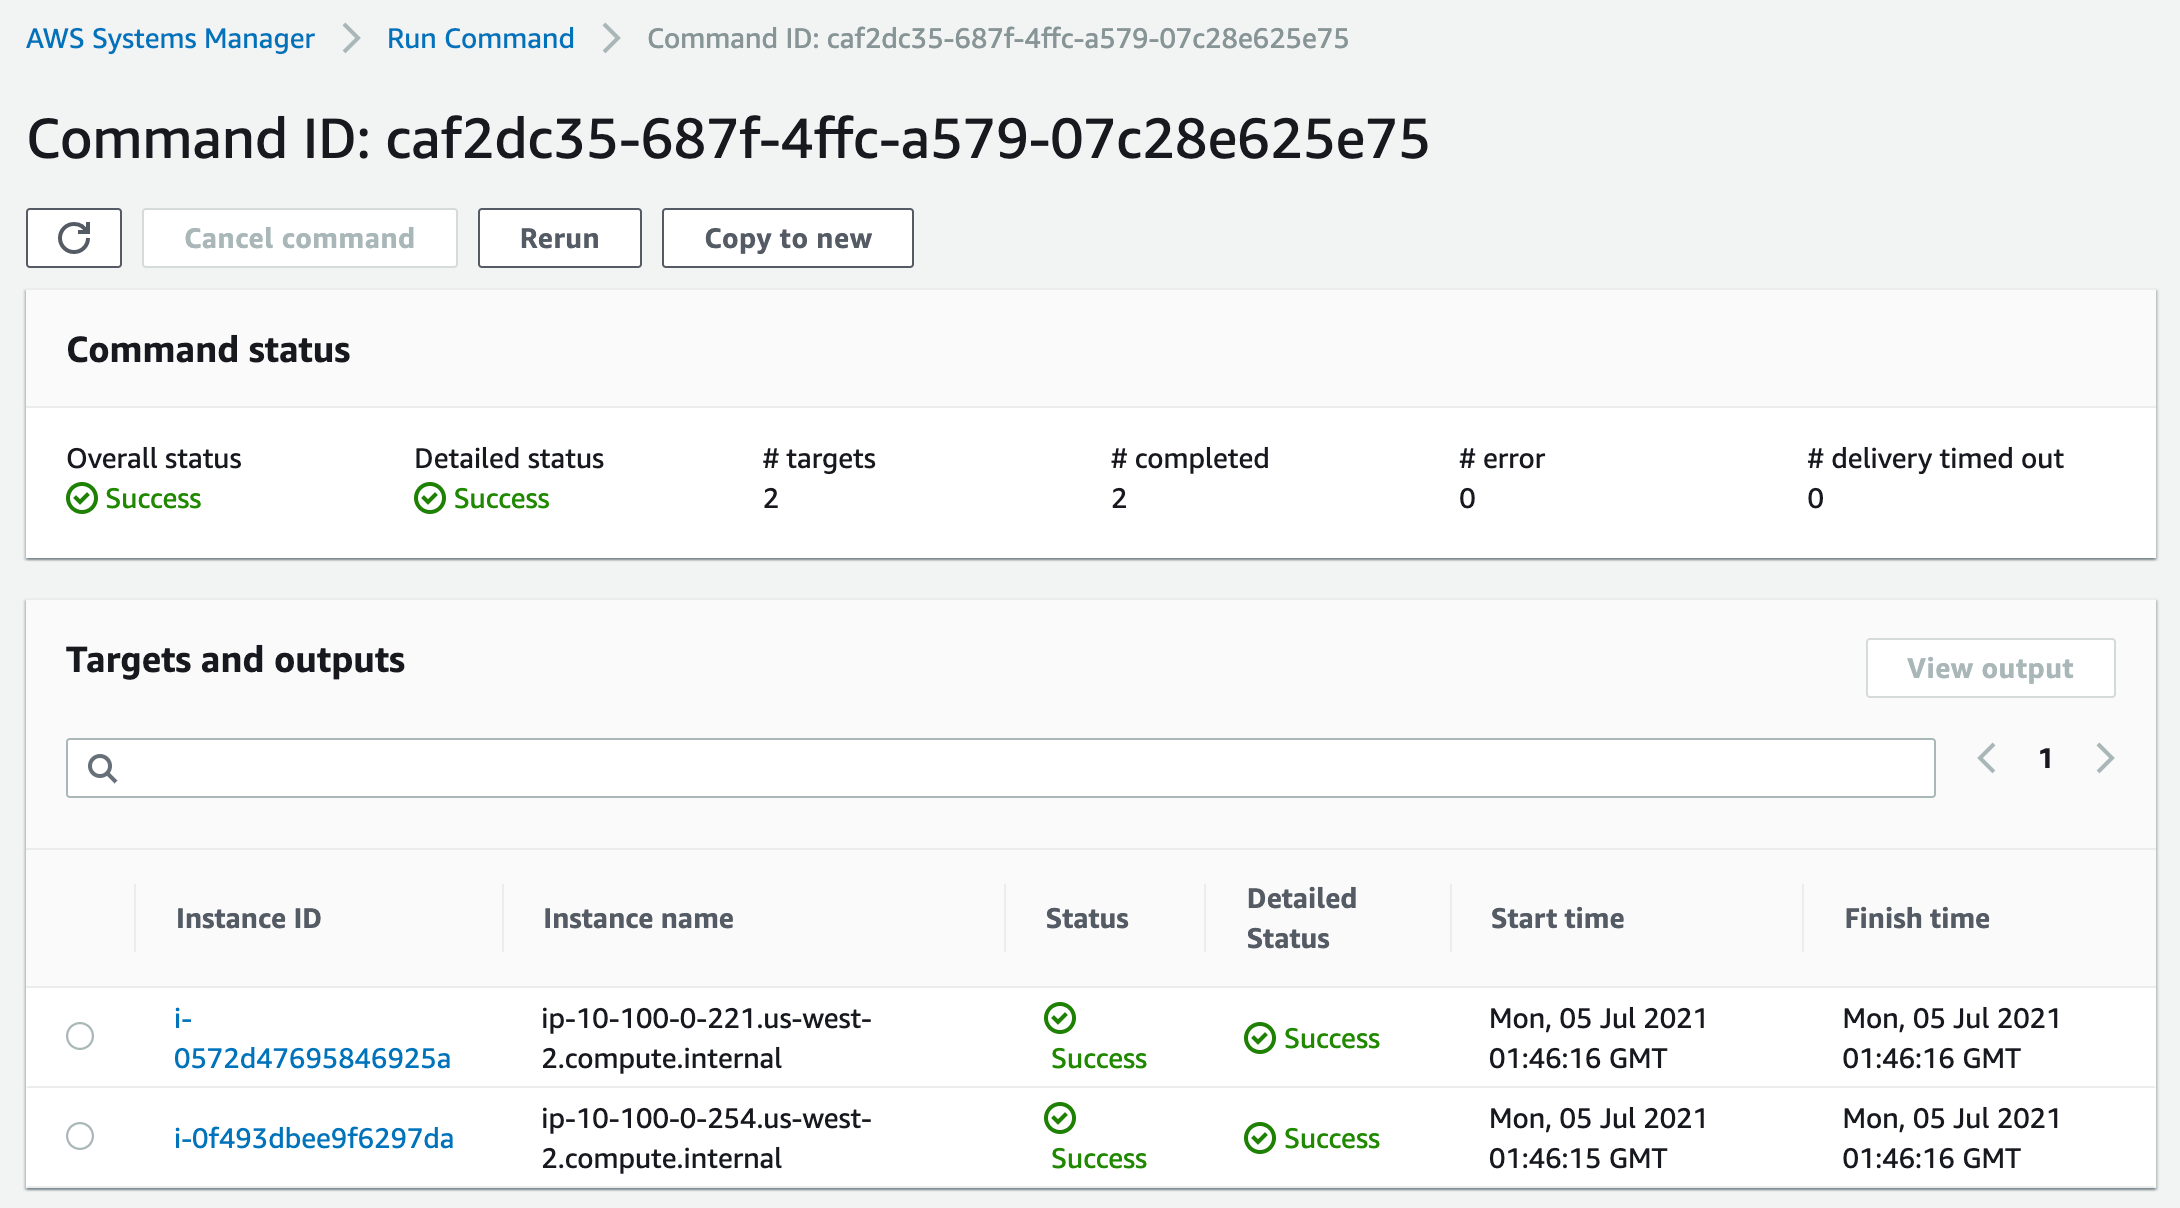 AWS Systems Manager > Run Command > Command ID: caf2dc35-687f-4ffc-a579-07c28e625e75
Command ID: caf2dc35-687f-4ffc-a579-07c28e625e75
Cancel command Rerun Copy to new
Command status
Overall status Detailed status # targets # completed # error # delivery timed out
Success Success 2 2 0 0
Targets and outputs
View output
1
Instance ID Instance name Status Detailed Status Start time Finish time
i- ip-10-100-0-221.us-west- Mon, 05 Jul 2021 Mon, 05 Jul 2021
0572d47695846925a 2.compute.internal Success Success 01:46:16 GMT 01:46:16 GMT
ip-10-100-0-254.us-west- Mon, 05 Jul 2021 Mon, 05 Jul 2021
i-0f493dbee9f6297da 2.compute.internal Success Success 01:46:15 GMT 01:46:16 GMT